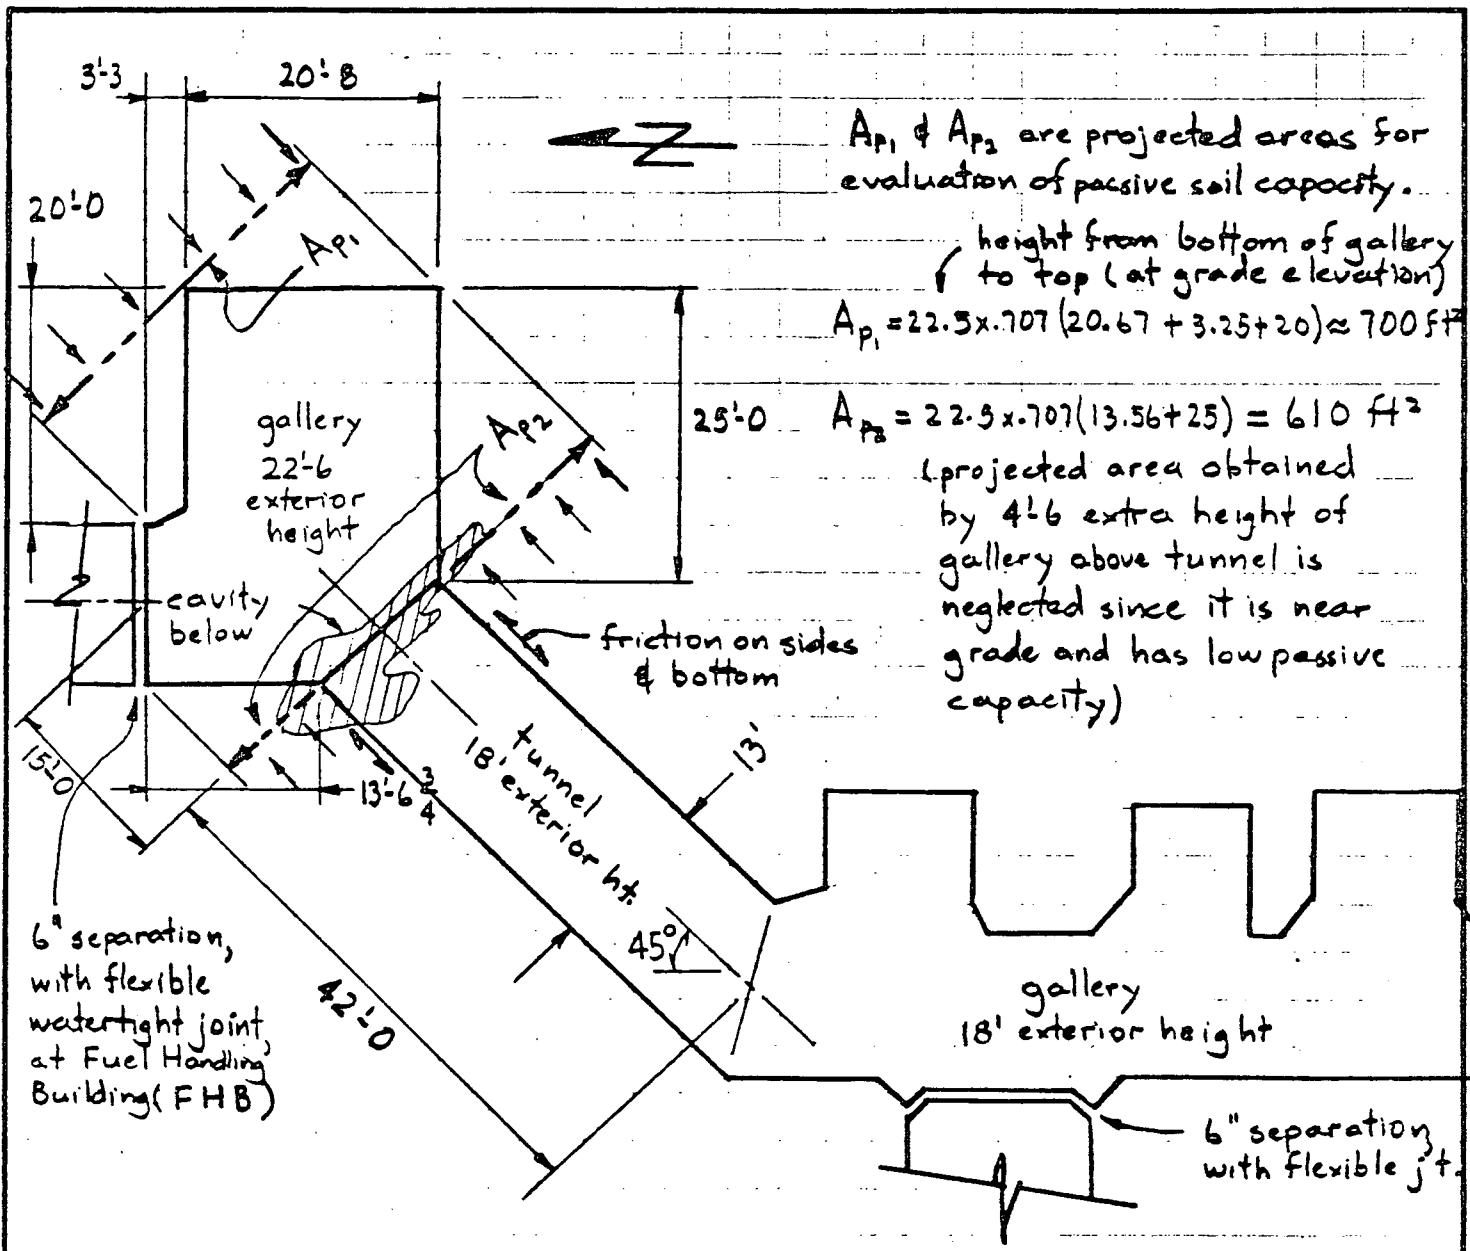 3'-3
20'-8
N
20'-0
Ap1
Ap1 & Ap2 are projected areas for
evaluation of passive soil capacity.
height from bottom of gallery
to top (at grade elevation)
Ap1 = 22.5x.707(20.67 + 3.25 + 20) ≈ 700 ft²
Ap2 = 22.5x.707(13.56+25) = 610 ft²
(projected area obtained
by 4'-6 extra height of
gallery above tunnel is
neglected since it is near
grade and has low passive
capacity)
gallery
22'-6
exterior
height
Ap2
25'-0
cavity
below
friction on sides
& bottom
15'-0
13'-6 3/4
tunnel
18' exterior ht.
13'
45°
42'-0
6" separation,
with flexible
watertight joint,
at Fuel Handling
Building (FHB)
gallery
18' exterior height
6" separation,
with flexible jt.